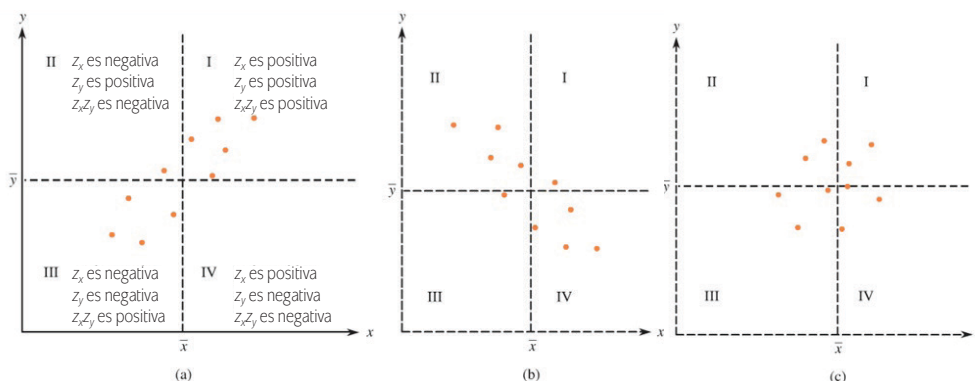 y
II z_x es negativa
z_y es positiva
z_xz_y es negativa
I z_x es positiva
z_y es positiva
z_xz_y es positiva
ȳ
III z_x es negativa
z_y es negativa
z_xz_y es positiva
IV z_x es positiva
z_y es negativa
z_xz_y es negativa
x
x̄
(a)
y
II
I
ȳ
III
IV
x
x̄
(b)
y
II
I
ȳ
III
IV
x
x̄
(c)